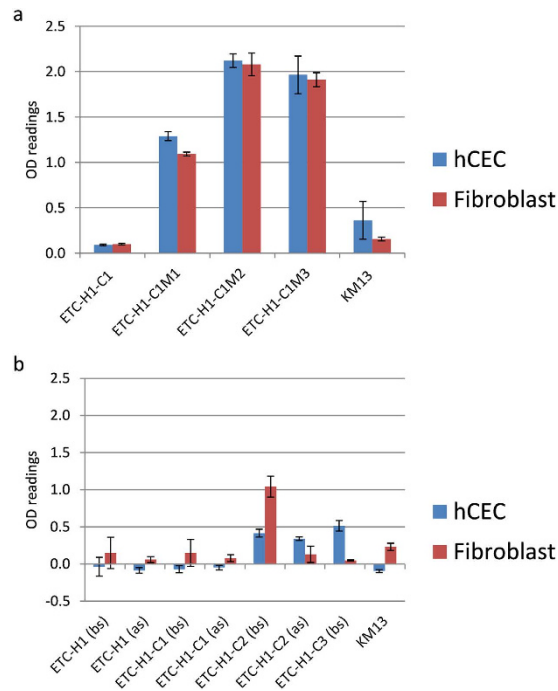 a
2.5
2.0
1.5
1.0
0.5
0.0
OD readings
hCEC
Fibroblast
ETC-H1-C1
ETC-H1-C1M1
ETC-H1-C1M2
ETC-H1-C1M3
KM13
b
2.5
2.0
1.5
1.0
0.5
0.0
-0.5
OD readings
hCEC
Fibroblast
ETC-H1 (bs)
ETC-H1 (as)
ETC-H1-C1 (bs)
ETC-H1-C1 (as)
ETC-H1-C2 (bs)
ETC-H1-C2 (as)
ETC-H1-C3 (bs)
KM13